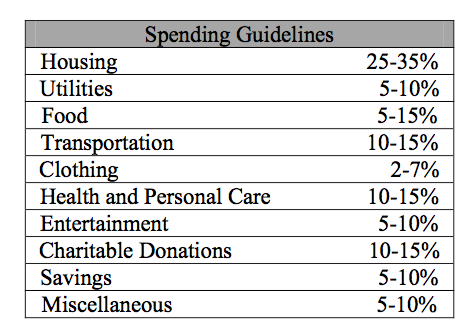 Spending Guidelines
Housing 25-35%
Utilities 5-10%
Food 5-15%
Transportation 10-15%
Clothing 2-7%
Health and Personal Care 10-15%
Entertainment 5-10%
Charitable Donations 10-15%
Savings 5-10%
Miscellaneous 5-10%